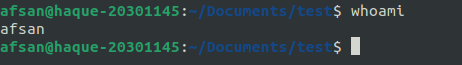 afsan@haque-20301145:~/Documents/test$ whoami
afsan
afsan@haque-20301145:~/Documents/test$